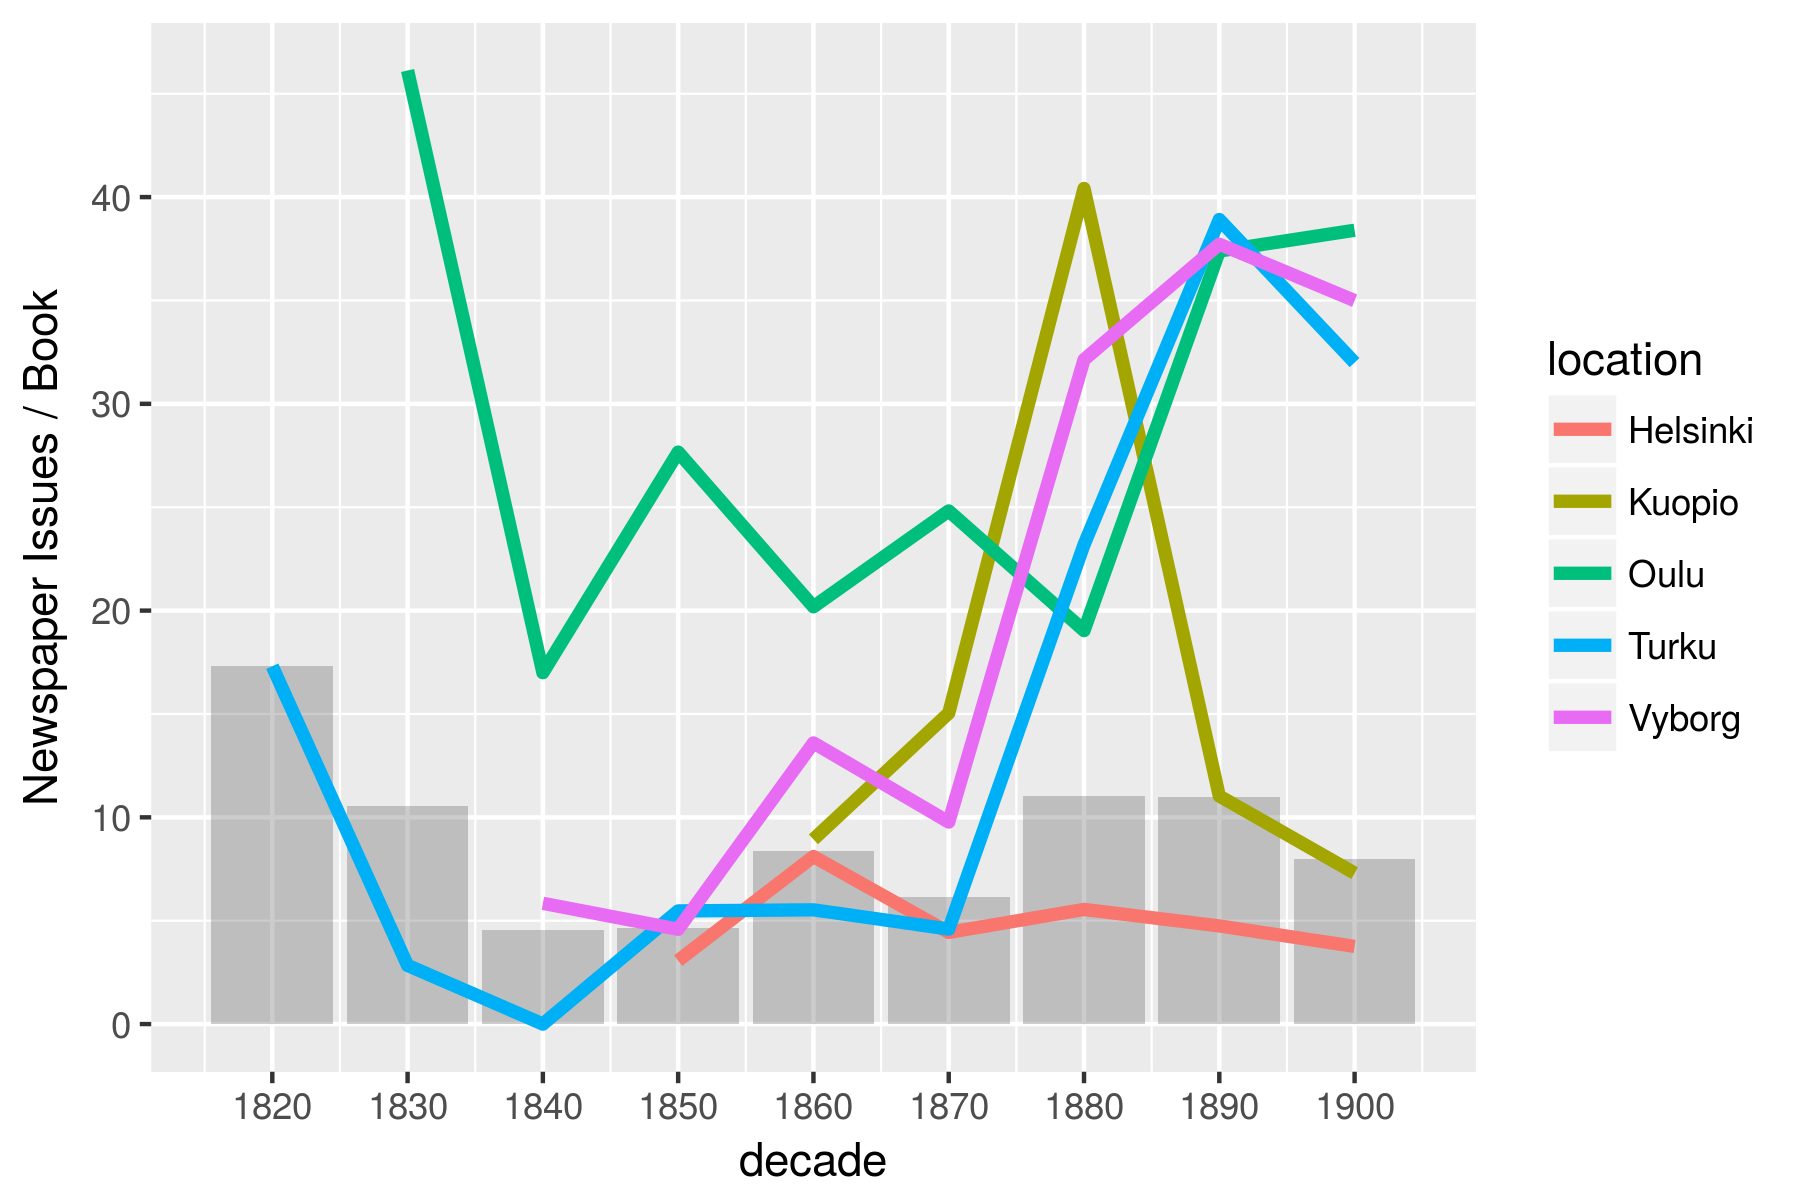 Newspaper Issues / Book
40
30
20
10
0
1820 1830 1840 1850 1860 1870 1880 1890 1900
decade
location
Helsinki
Kuopio
Oulu
Turku
Vyborg